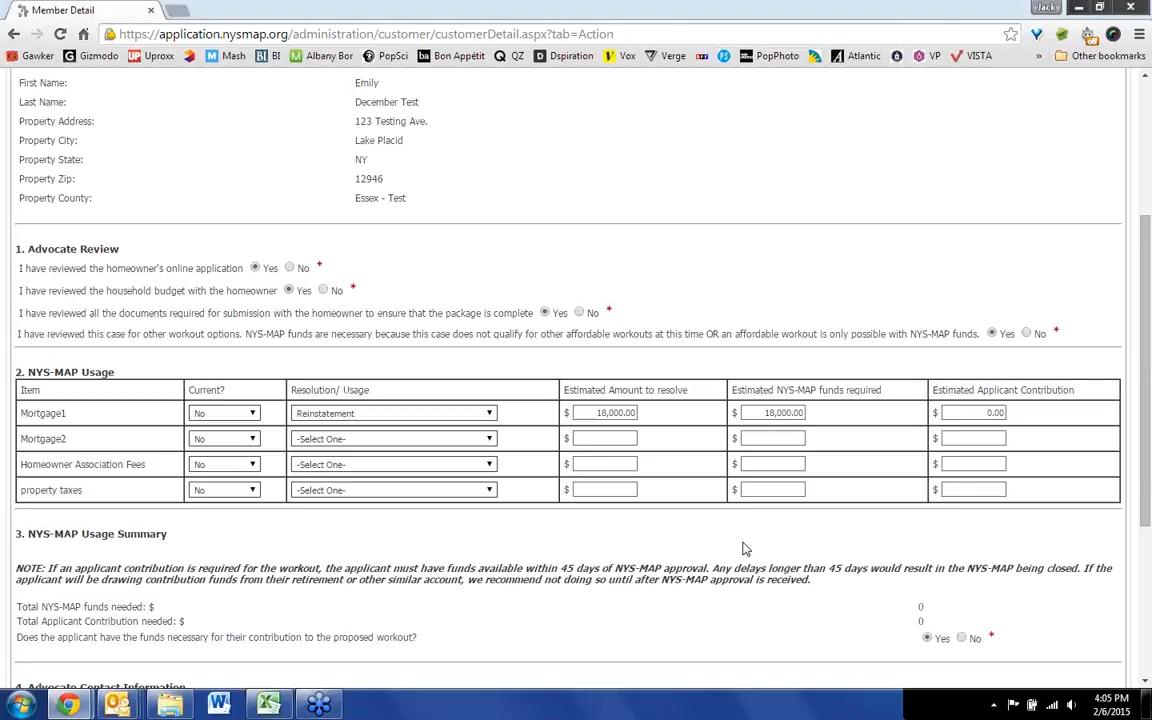 Member Detail
Jack
https://application.nysmap.org/administration/customer/customerDetail.aspx?tab=Action
Gawker Gizmodo Uproxx Mash BI Albany Bor PopSci Bon Appétit QZ Dspiration Vox Verge PopPhoto Atlantic VP VISTA » Other bookmarks
First Name: Emily
Last Name: December Test
Property Address: 123 Testing Ave.
Property City: Lake Placid
Property State: NY
Property Zip: 12946
Property County: Essex - Test
1. Advocate Review
I have reviewed the homeowner's online application Yes No *
I have reviewed the household budget with the homeowner Yes No *
I have reviewed all the documents required for submission with the homeowner to ensure that the package is complete Yes No *
I have reviewed this case for other workout options. NYS-MAP funds are necessary because this case does not qualify for other affordable workouts at this time OR an affordable workout is only possible with NYS-MAP funds. Yes No *
2. NYS-MAP Usage
Item Current? Resolution/ Usage Estimated Amount to resolve Estimated NYS-MAP funds required Estimated Applicant Contribution
Mortgage1 No Reinstatement $ 18,000.00 $ 18,000.00 $ 0.00
Mortgage2 No -Select One- $ $ $
Homeowner Association Fees No -Select One- $ $ $
property taxes No -Select One- $ $ $
3. NYS-MAP Usage Summary
NOTE: If an applicant contribution is required for the workout, the applicant must have funds available within 45 days of NYS-MAP approval. Any delays longer than 45 days would result in the NYS-MAP being closed. If the
applicant will be drawing contribution funds from their retirement or other similar account, we recommend not doing so until after NYS-MAP approval is received.
Total NYS-MAP funds needed: $ 0
Total Applicant Contribution needed: $ 0
Does the applicant have the funds necessary for their contribution to the proposed workout? Yes No *
4. Advocate Contact Information
4:05 PM
2/6/2015